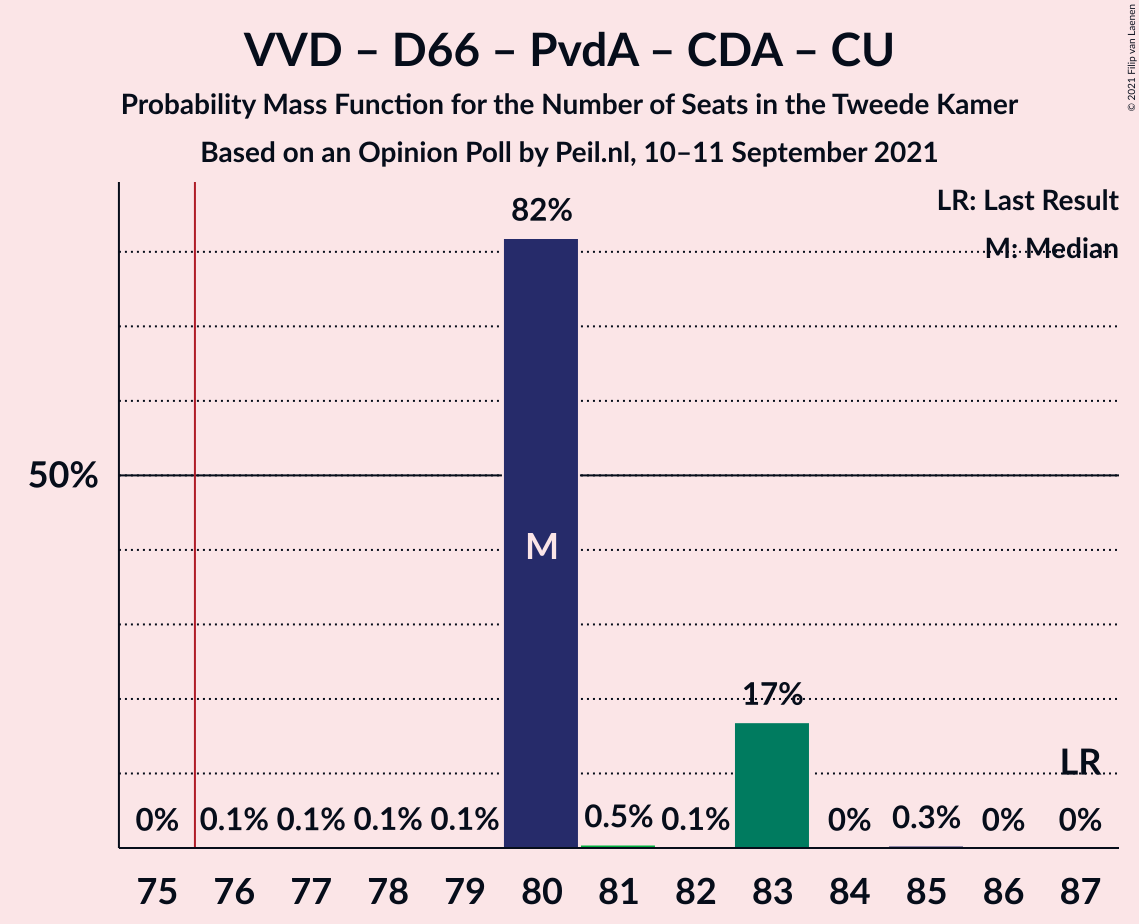 VVD – D66 – PvdA – CDA – CU
Probability Mass Function for the Number of Seats in the Tweede Kamer
Based on an Opinion Poll by Peil.nl, 10–11 September 2021
© 2021 Filip van Laenen
LR: Last Result
M: Median
82%
50%
M
17%
LR
0% 0.1% 0.1% 0.1% 0.1% 0.5% 0.1% 0% 0.3% 0% 0%
75 76 77 78 79 80 81 82 83 84 85 86 87